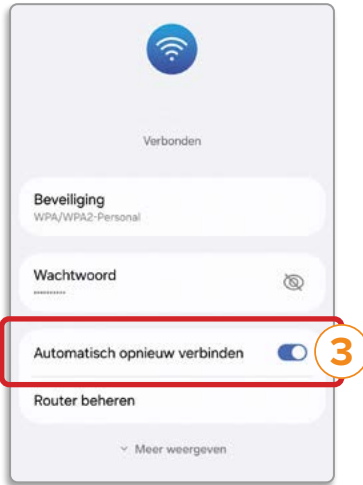 Verbonden
Beveiliging
WPA/WPA2-Personal
Wachtwoord
Automatisch opnieuw verbinden
3
Router beheren
Meer weergeven